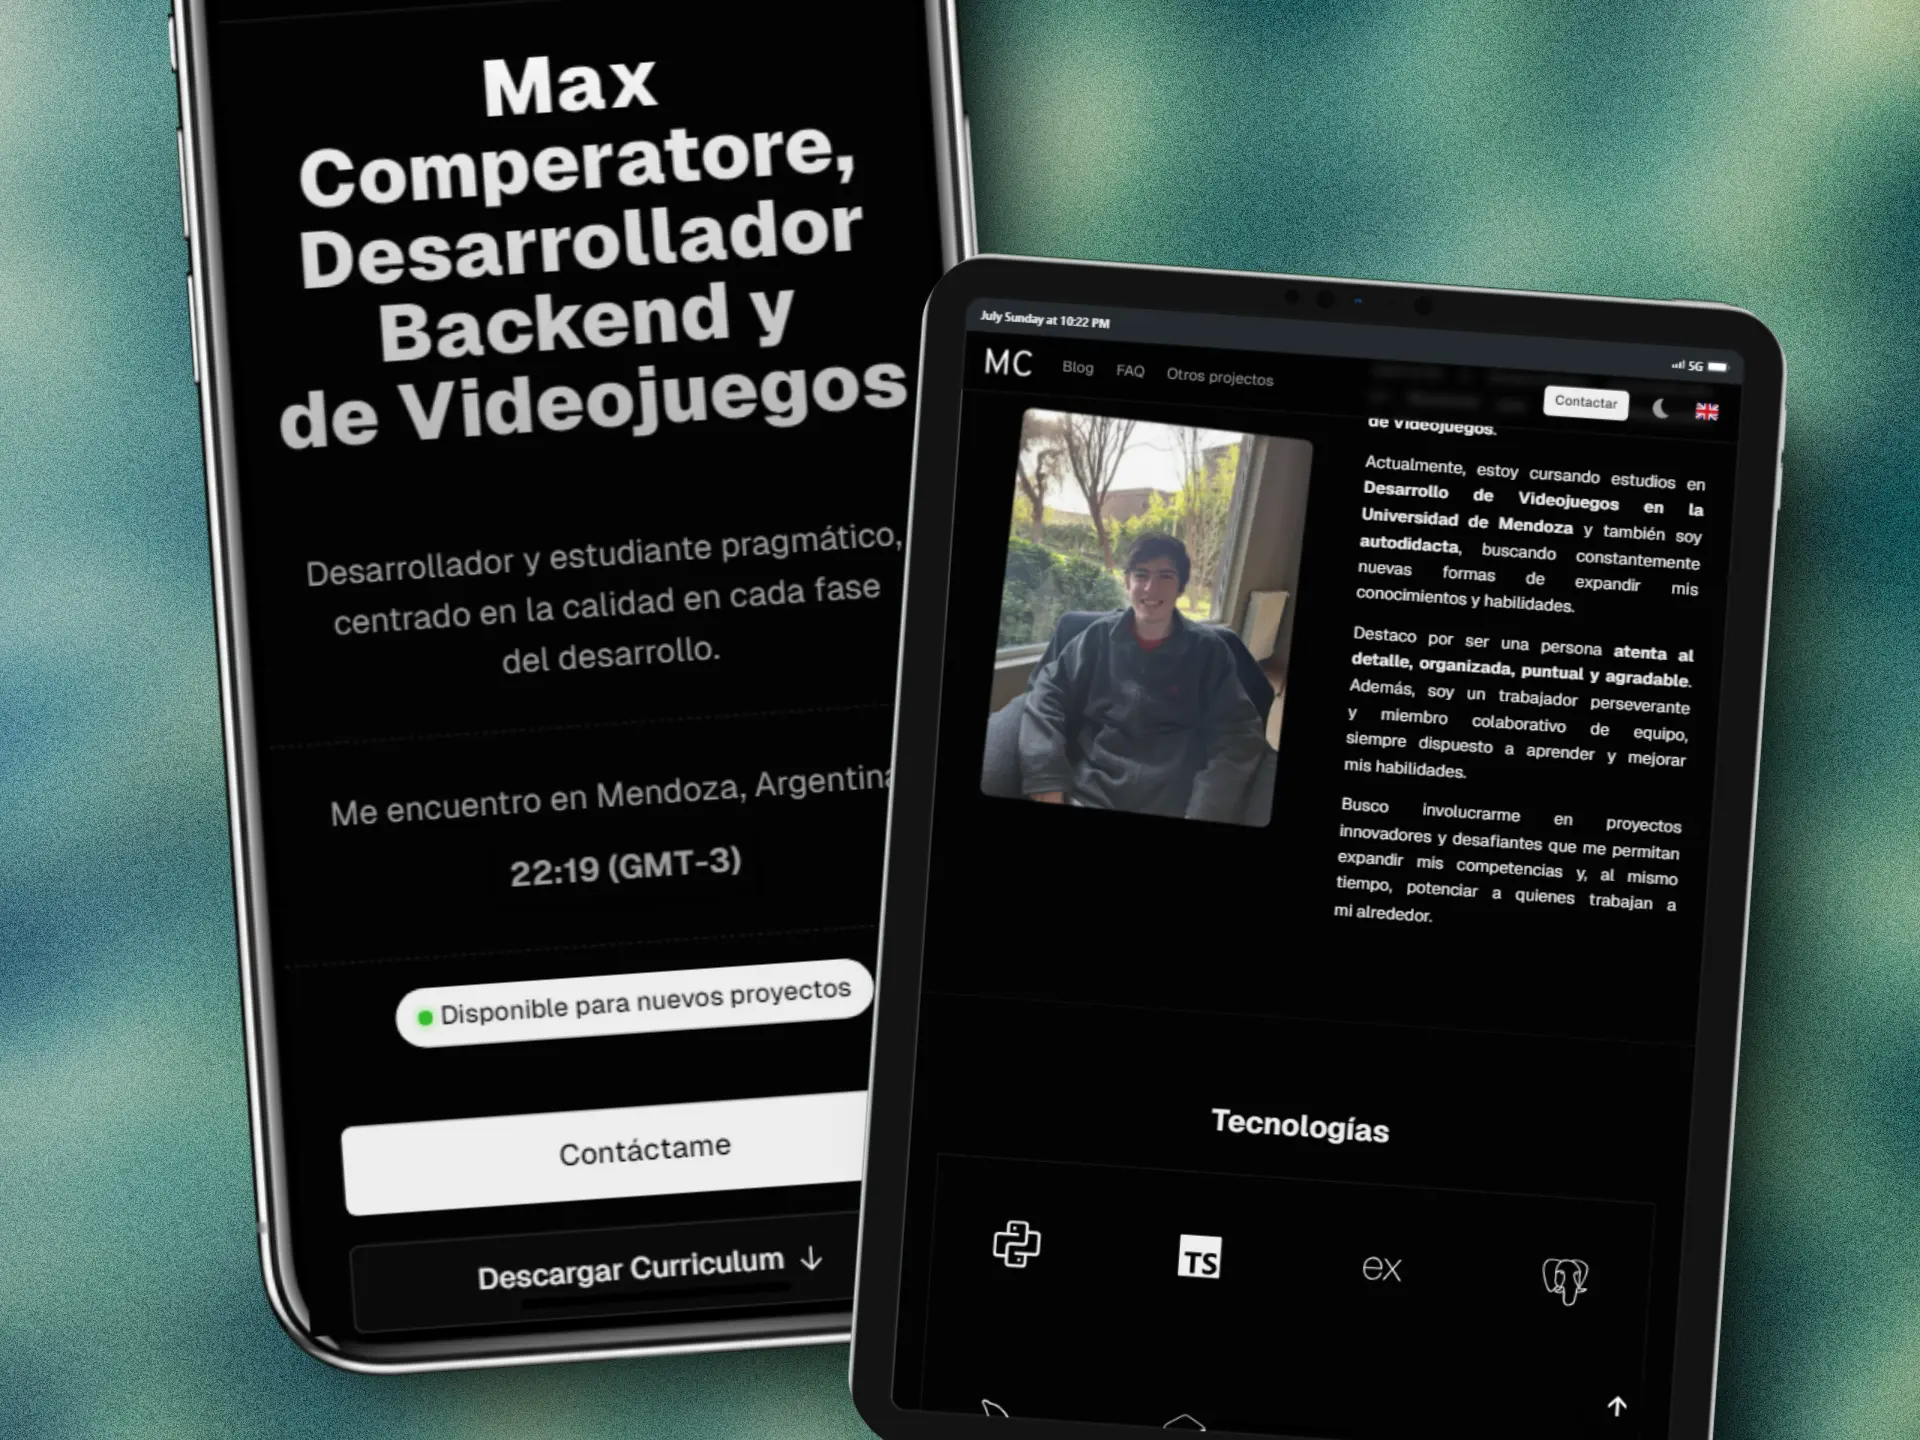 Max
Comperatore,
Desarrollador
Backend y
de Videojuegos
Desarrollador y estudiante pragmático,
centrado en la calidad en cada fase
del desarrollo.
Me encuentro en Mendoza, Argentina
22:19 (GMT-3)
Disponible para nuevos proyectos
Contáctame
Descargar Curriculum ↓
July Sunday at 10:22 PM
5G
MC
Blog
FAQ
Otros projectos
Contactar
de Videojuegos.
Actualmente, estoy cursando estudios en
Desarrollo de Videojuegos en la
Universidad de Mendoza y también soy
autodidacta, buscando constantemente
nuevas formas de expandir mis
conocimientos y habilidades.
Destaco por ser una persona atenta al
detalle, organizada, puntual y agradable.
Además, soy un trabajador perseverante
y miembro colaborativo de equipo,
siempre dispuesto a aprender y mejorar
mis habilidades.
Busco involucrarme en proyectos
innovadores y desafiantes que me permitan
expandir mis competencias y, al mismo
tiempo, potenciar a quienes trabajan a
mi alrededor.
Tecnologías
TS
ex